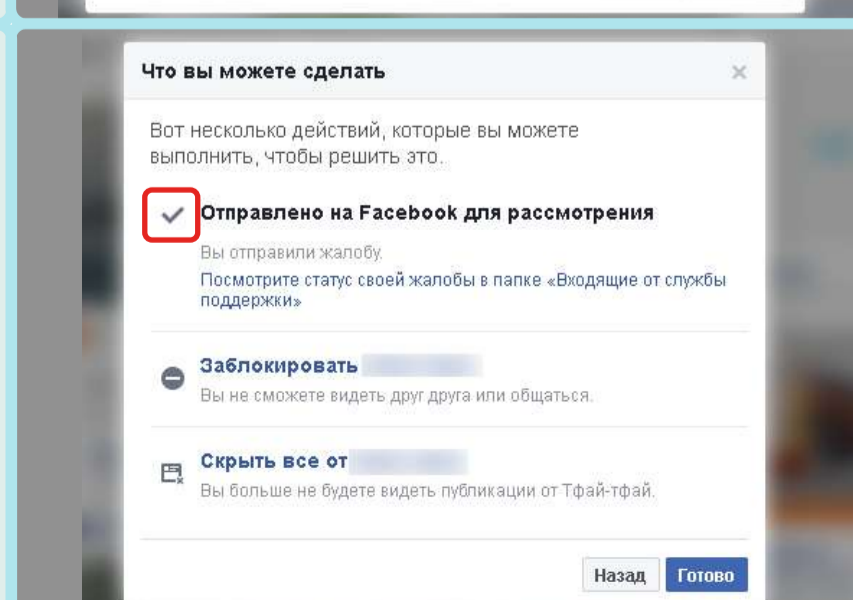 Что вы можете сделать
Вот несколько действий, которые вы можете
выполнить, чтобы решить это.
Отправлено на Facebook для рассмотрения
Вы отправили жалобу.
Посмотрите статус своей жалобы в папке «Входящие от службы
поддержки»
Заблокировать
Вы не сможете видеть друг друга или общаться.
Скрыть все от
Вы больше не будете видеть публикации от Тфай-тфай.
Назад Готово